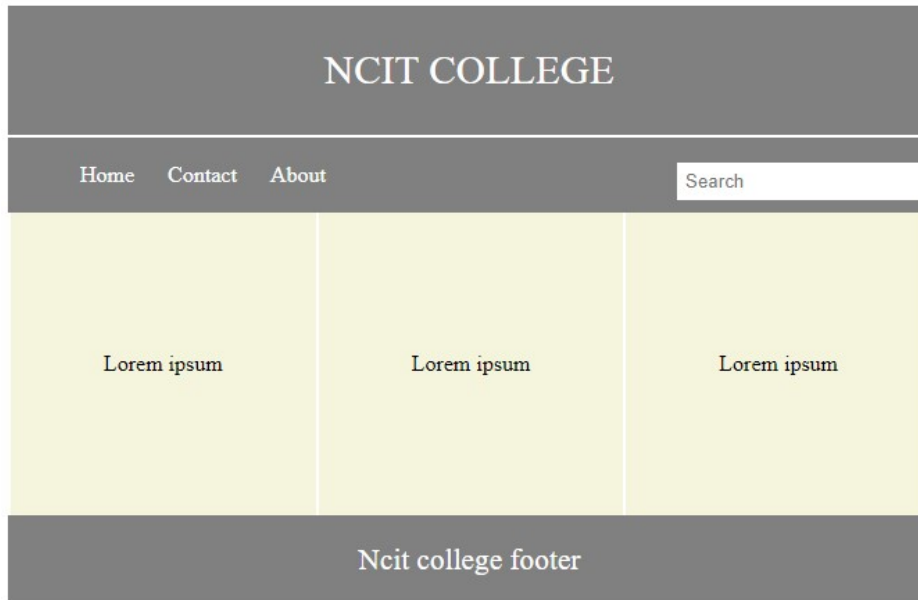 NCIT COLLEGE
Home Contact About Search
Lorem ipsum Lorem ipsum Lorem ipsum
Ncit college footer